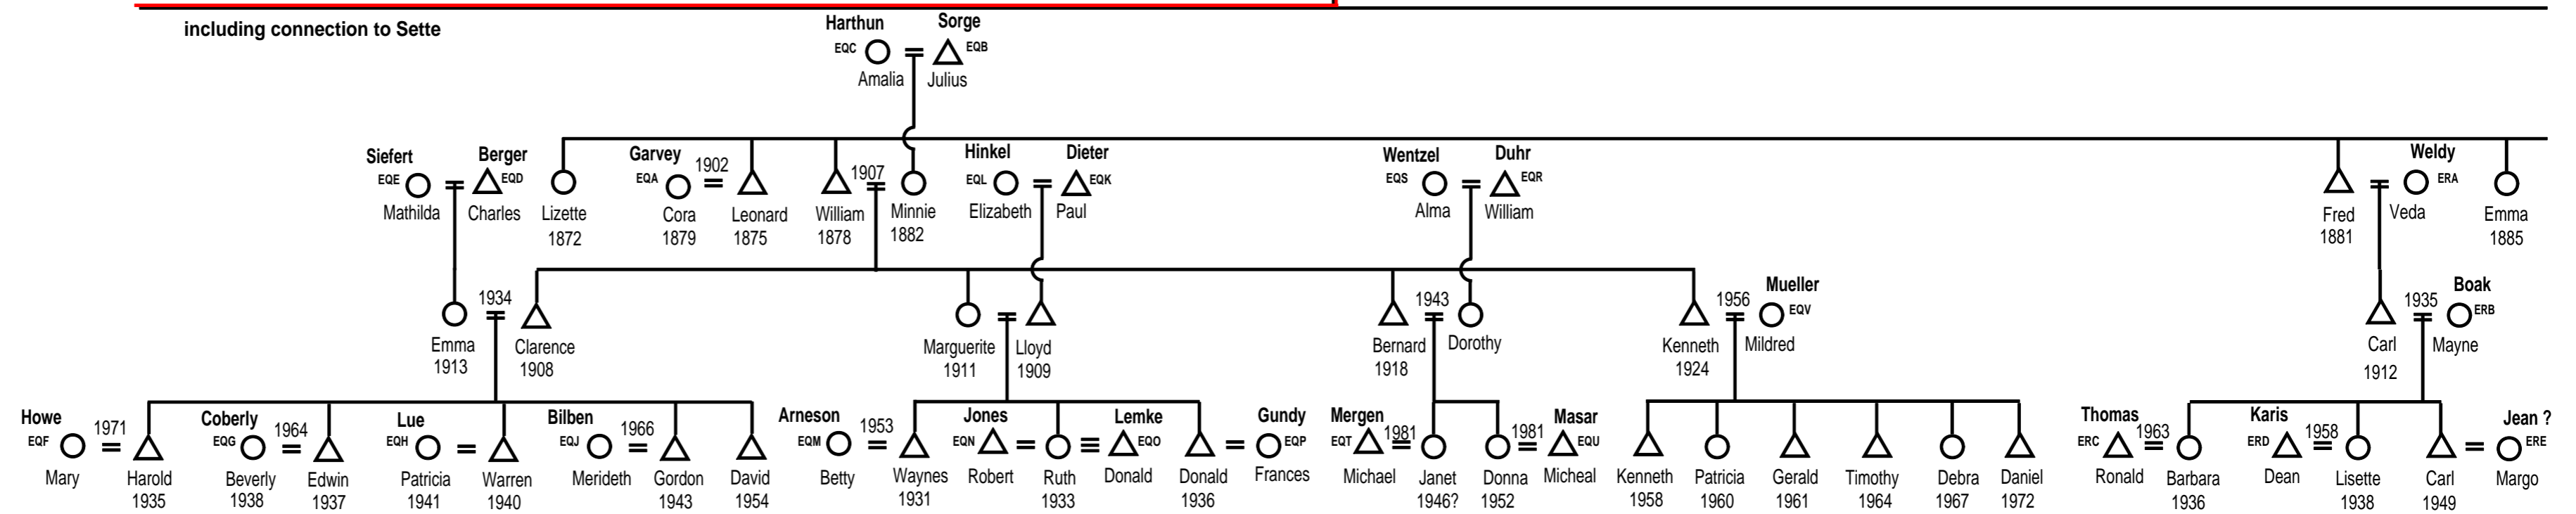 including connection to Sette
Harthun Sorge
EQC EQB
Amalia Julius
Siefert Berger Garvey 1902 1907 Hinkel Dieter Wentzel Duhr Weldy
EQE EQD EQA EQL EQK EQS EQR ERA
Mathilda Charles Lizette Cora Leonard William Minnie Elizabeth Paul Alma William Fred Veda Emma
1872 1879 1875 1878 1882 1881 1885
1934 1943 1956 Mueller 1935 Boak
EQV ERB
Emma Clarence Marguerite Lloyd Bernard Dorothy Kenneth Mildred Carl Mayne
1913 1908 1911 1909 1918 1924 1912
Howe 1971 Coberly 1964 Lue Bilben 1966 Arneson 1953 Jones Lemke Gundy Mergen 1981 1981 Masar Thomas 1963 Karis 1958 Jean ?
EQF EQG EQH EQJ EQM EQN EQO EQP EQT EQU ERC ERD ERE
Mary Harold Beverly Edwin Patricia Warren Merideth Gordon David Betty Waynes Robert Ruth Donald Donald Frances Michael Janet Donna Micheal Kenneth Patricia Gerald Timothy Debra Daniel Ronald Barbara Dean Lisette Carl Margo
1935 1938 1937 1941 1940 1943 1954 1931 1933 1936 1946? 1952 1958 1960 1961 1964 1967 1972 1936 1938 1949